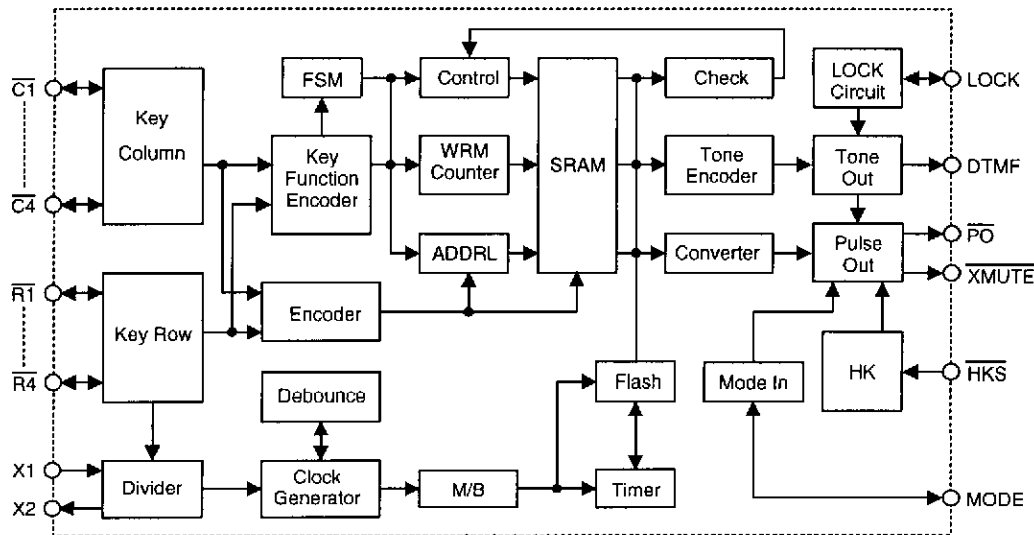 C1
C4
R1
R4
X1
X2
Key
Column
Key Row
Divider
FSM
Key
Function
Encoder
Encoder
Debounce
Clock
Generator
Control
WRM
Counter
ADDRL
M/B
SRAM
Check
Tone
Encoder
Converter
Flash
Timer
LOCK
Circuit
Tone
Out
Pulse
Out
Mode In
HK
LOCK
DTMF
PO
XMUTE
HKS
MODE